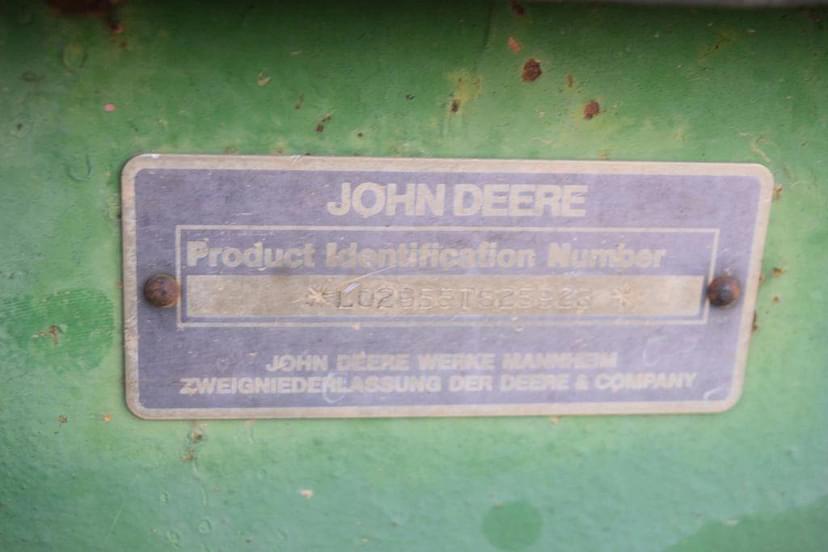 JOHN DEERE
Product Identification Number
JOHN DEERE WERKE MANNHEIM
ZWEIGNIEDERLASSUNG DER DEERE & COMPANY